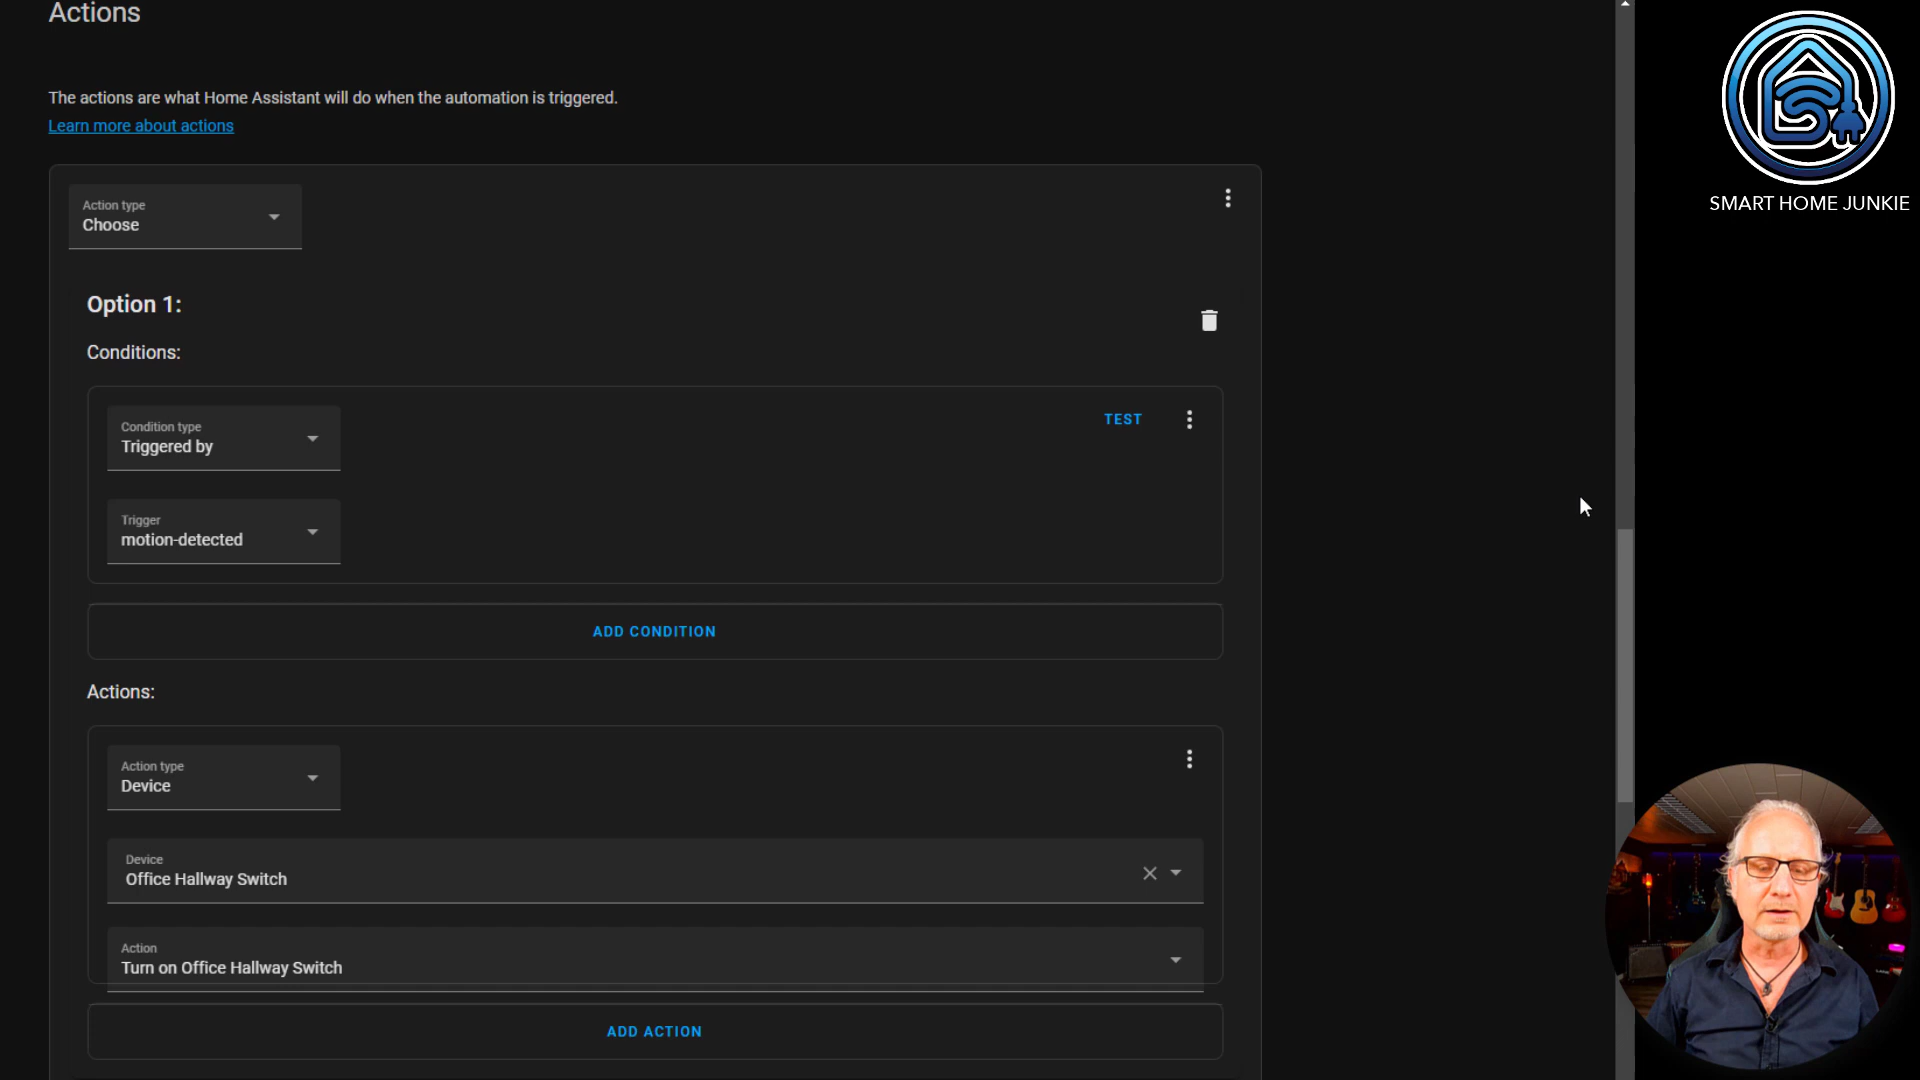 Actions
The actions are what Home Assistant will do when the automation is triggered.
Learn more about actions
Action type
Choose
Option 1:
Conditions:
Condition type
Triggered by
TEST
Trigger
motion-detected
ADD CONDITION
Actions:
Action type
Device
Device
Office Hallway Switch
Action
Turn on Office Hallway Switch
ADD ACTION
SMART HOME JUNKIE